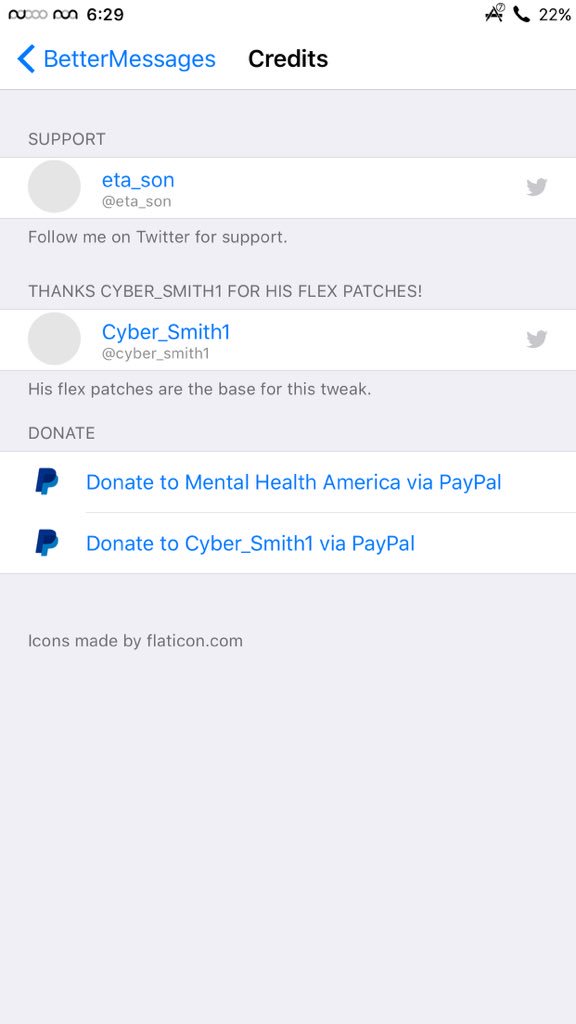 6:29
7
22%
BetterMessages
Credits
SUPPORT
eta_son
@eta_son
Follow me on Twitter for support.
THANKS CYBER_SMITH1 FOR HIS FLEX PATCHES!
Cyber_Smith1
@cyber_smith1
His flex patches are the base for this tweak.
DONATE
Donate to Mental Health America via PayPal
Donate to Cyber_Smith1 via PayPal
Icons made by flaticon.com